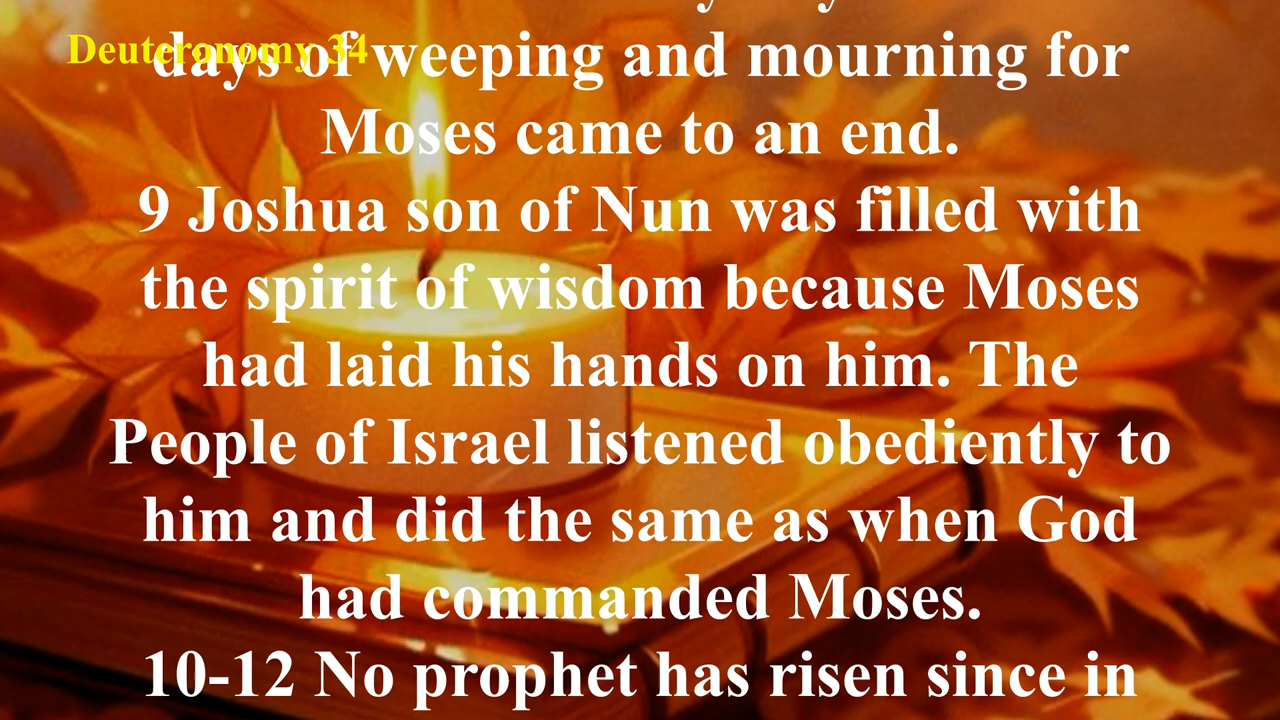 Deuteronomy 34
days of weeping and mourning for
Moses came to an end.
9 Joshua son of Nun was filled with
the spirit of wisdom because Moses
had laid his hands on him. The
People of Israel listened obediently to
him and did the same as when God
had commanded Moses.
10-12 No prophet has risen since in